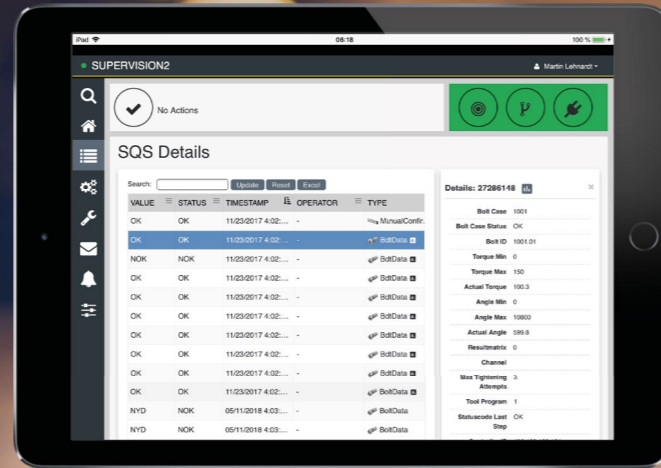 iPad 06:18 100 %
SUPERVISION2 Martin Lehnardt
No Actions
SQS Details
Search: Update Reset Excel
VALUE STATUS TIMESTAMP OPERATOR TYPE
OK OK 11/23/2017 4:02:... - ManualConfir.
OK OK 11/23/2017 4:02:... - BdtData
NOK NOK 11/23/2017 4:02:... - BdtData
OK OK 11/23/2017 4:02:... - BdtData
OK OK 11/23/2017 4:02:... - BdtData
OK OK 11/23/2017 4:02:... - BdtData
OK OK 11/23/2017 4:02:... - BdtData
OK OK 11/23/2017 4:02:... - BdtData
OK OK 11/23/2017 4:02:... - BdtData
OK OK 11/23/2017 4:02:... - BoltData
NYD NOK 05/11/2018 4:03:... - BoltData
NYD NOK 05/11/2018 4:03:... - BoltData
Details: 27286148
Bolt Case 1001
Bolt Case Status OK
Bolt ID 1001.01
Torque Min 0
Torque Max 150
Actual Torque 100.3
Angle Min 0
Angle Max 10800
Actual Angle 599.8
Resultmatrix 0
Channel
Max Tightening 3
Attempts
Tool Program 1
Statuscode Last OK
Step